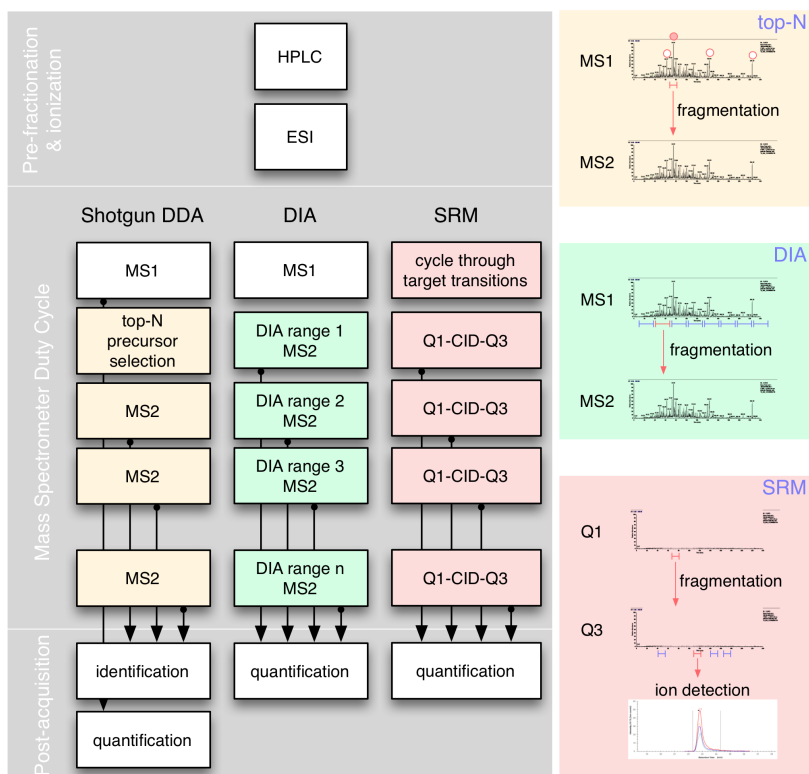 Pre-fractionation
& ionization
HPLC
ESI
Mass Spectrometer Duty Cycle
Shotgun DDA
DIA
SRM
MS1
MS1
cycle through
target transitions
top-N
precursor
selection
DIA range 1
MS2
Q1-CID-Q3
MS2
DIA range 2
MS2
Q1-CID-Q3
MS2
DIA range 3
MS2
Q1-CID-Q3
MS2
DIA range n
MS2
Q1-CID-Q3
Post-acquisition
identification
quantification
quantification
quantification
top-N
MS1
fragmentation
MS2
DIA
MS1
fragmentation
MS2
SRM
Q1
fragmentation
Q3
ion detection